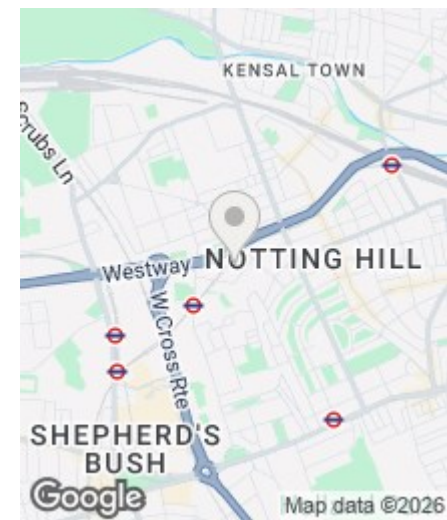 KENSAL TOWN
Scrubs Ln
Westway
NOTTING HILL
W Cross Rte
SHEPHERD'S
BUSH
Google
Map data ©2026